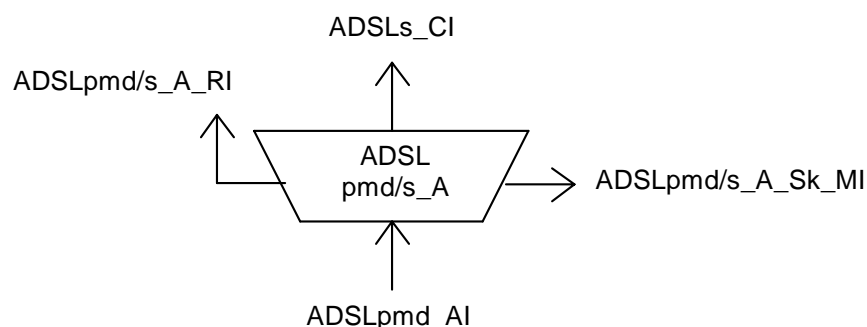 ADSLs_CI
ADSLpmd/s_A_RI
ADSL
pmd/s_A
ADSLpmd/s_A_Sk_MI
ADSLpmd_AI